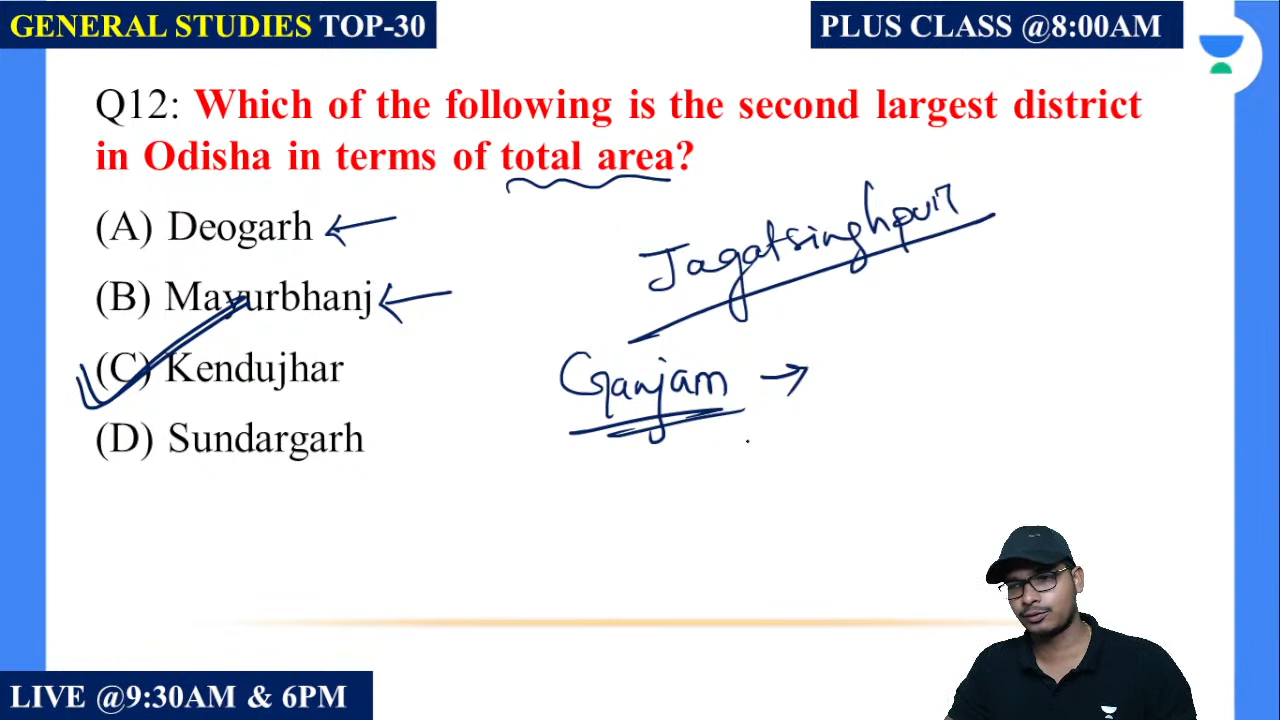 GENERAL STUDIES TOP-30
PLUS CLASS @8:00AM
Q12: Which of the following is the second largest district
in Odisha in terms of total area?
(A) Deogarh
(B) Mayurbhanj
(C) Kendujhar
(D) Sundargarh
Jagatsinghpur
Ganjam →
LIVE @9:30AM & 6PM